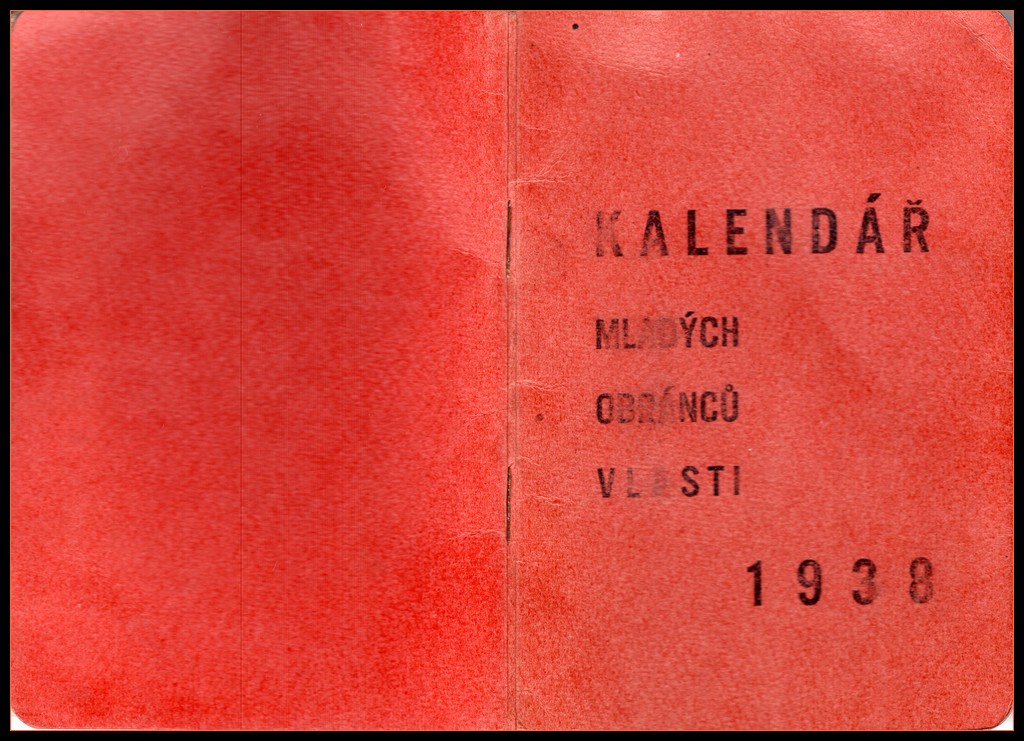 KALENDÁŘ
MLADÝCH
OBRÁNCŮ
VLASTI
1938